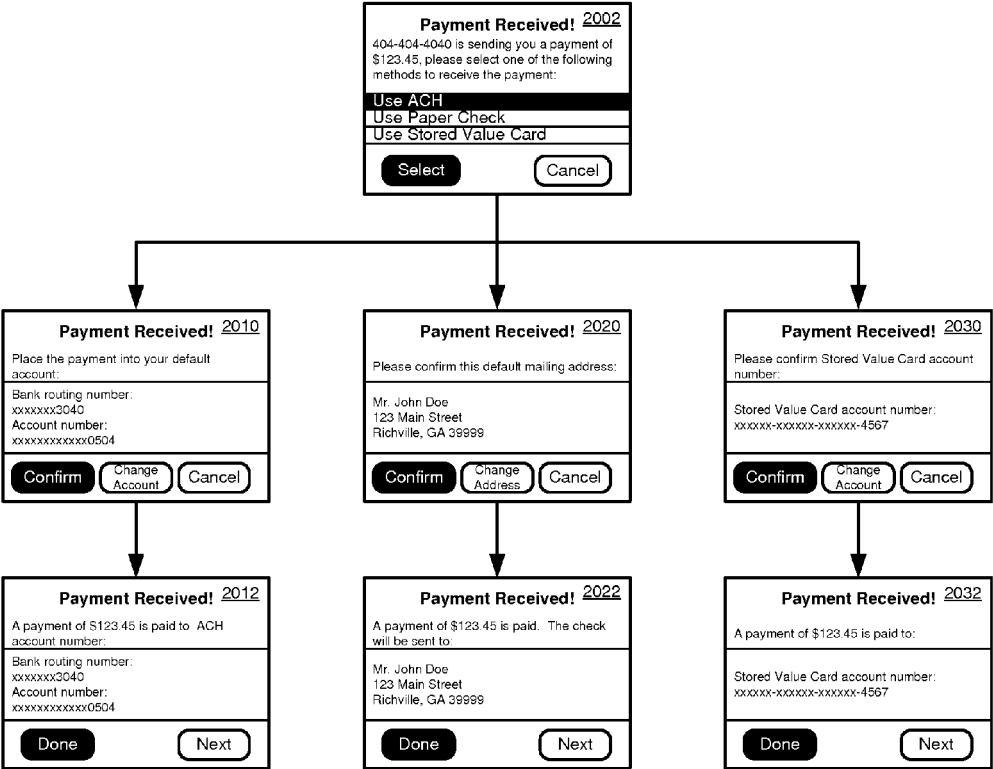 Payment Received! 2002
404-404-4040 is sending you a payment of
$123.45, please select one of the following
methods to receive the payment:
Use ACH
Use Paper Check
Use Stored Value Card
Select Cancel
Payment Received! 2010
Place the payment into your default
account:
Bank routing number:
xxxxxxx3040
Account number:
xxxxxxxxxxxx0504
Confirm Change Account Cancel
Payment Received! 2020
Please confirm this default mailing address:
Mr. John Doe
123 Main Street
Richville, GA 39999
Confirm Change Address Cancel
Payment Received! 2030
Please confirm Stored Value Card account
number:
Stored Value Card account number:
xxxxxx-xxxxxx-xxxxxx-4567
Confirm Change Account Cancel
Payment Received! 2012
A payment of $123.45 is paid to ACH
account number:
Bank routing number:
xxxxxxx3040
Account number:
xxxxxxxxxxxx0504
Done Next
Payment Received! 2022
A payment of $123.45 is paid. The check
will be sent to:
Mr. John Doe
123 Main Street
Richville, GA 39999
Done Next
Payment Received! 2032
A payment of $123.45 is paid to:
Stored Value Card account number:
xxxxxx-xxxxxx-xxxxxx-4567
Done Next